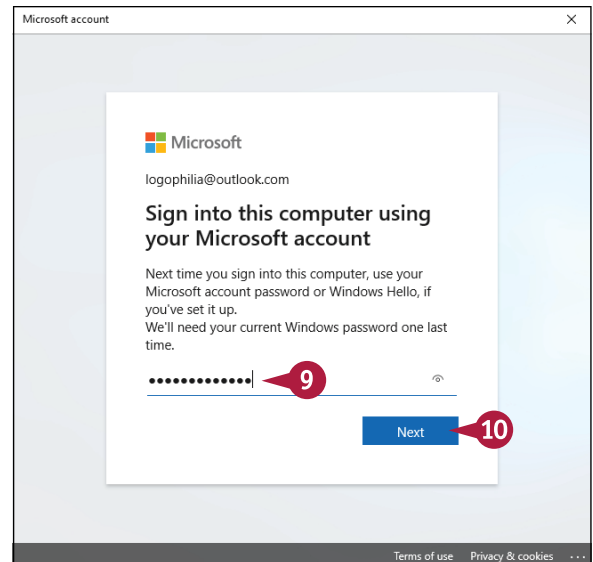 Microsoft account
Microsoft
logophilia@outlook.com
Sign into this computer using
your Microsoft account
Next time you sign into this computer, use your
Microsoft account password or Windows Hello, if
you've set it up.
We'll need your current Windows password one last
time.
•••••••••••••
9
Next
10
Terms of use Privacy & cookies ...